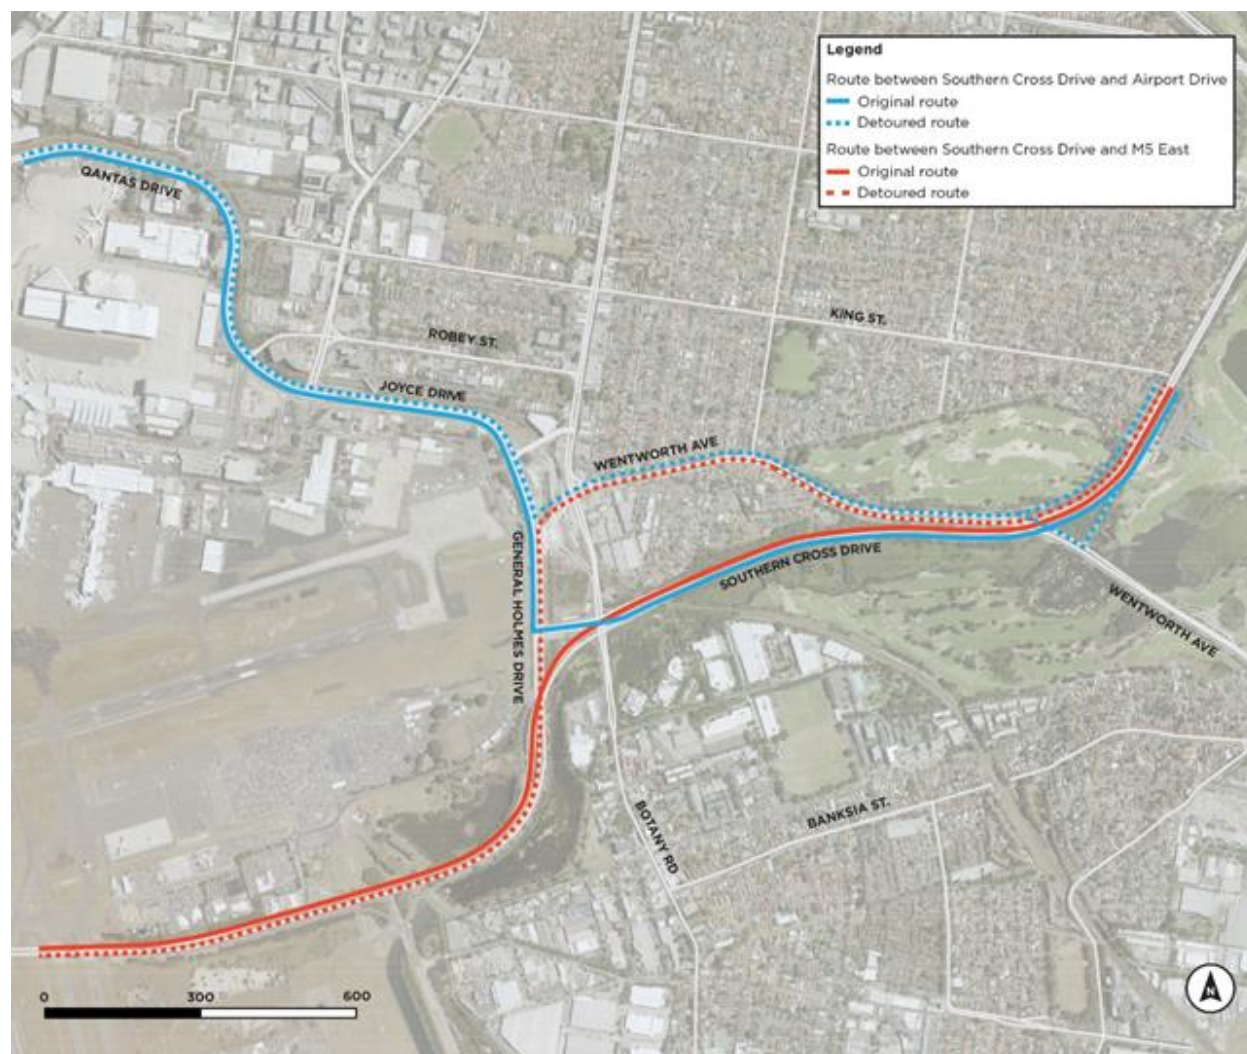 Legend
Route between Southern Cross Drive and Airport Drive
Original route
Detoured route
Route between Southern Cross Drive and M5 East
Original route
Detoured route
QANTAS DRIVE
KING ST.
ROBEY ST.
JOYCE DRIVE
WENTWORTH AVE
GENERAL HOLMES DRIVE
SOUTHERN CROSS DRIVE
WENTWORTH AVE
BOTANY RD
BANKSIA ST.
0 300 600
N